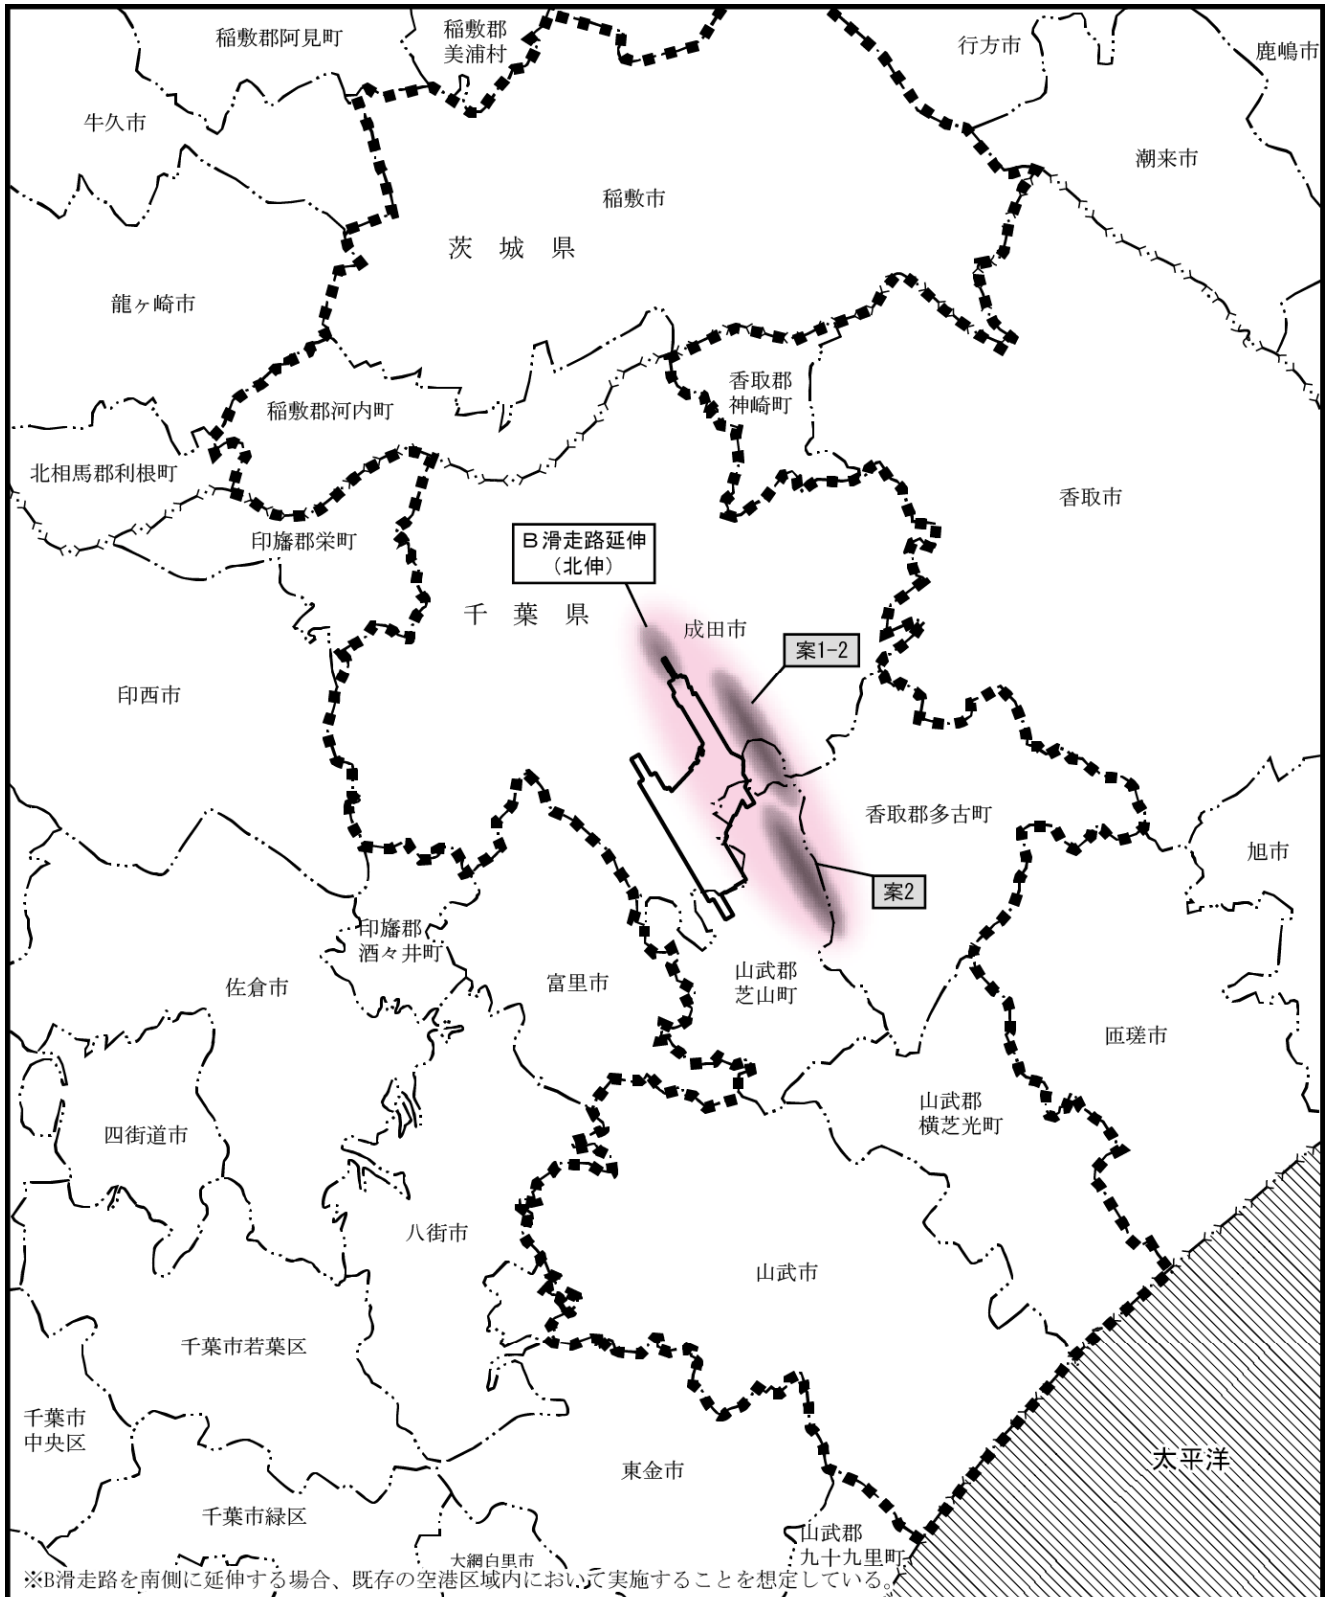 稲敷郡阿見町
稲敷郡
美浦村
行方市
鹿嶋市
牛久市
潮来市
稲敷市
茨城県
龍ヶ崎市
香取郡
神崎町
稲敷郡河内町
北相馬郡利根町
香取市
印旛郡栄町
B滑走路延伸
（北伸）
千葉県
成田市
案1-2
印西市
香取郡多古町
旭市
案2
印旛郡
酒々井町
佐倉市
富里市
山武郡
芝山町
匝瑳市
山武郡
横芝光町
四街道市
八街市
山武市
千葉市若葉区
千葉市
中央区
太平洋
東金市
千葉市緑区
山武郡
九十九里町
大網白里市
※B滑走路を南側に延伸する場合、既存の空港区域内において実施することを想定している。